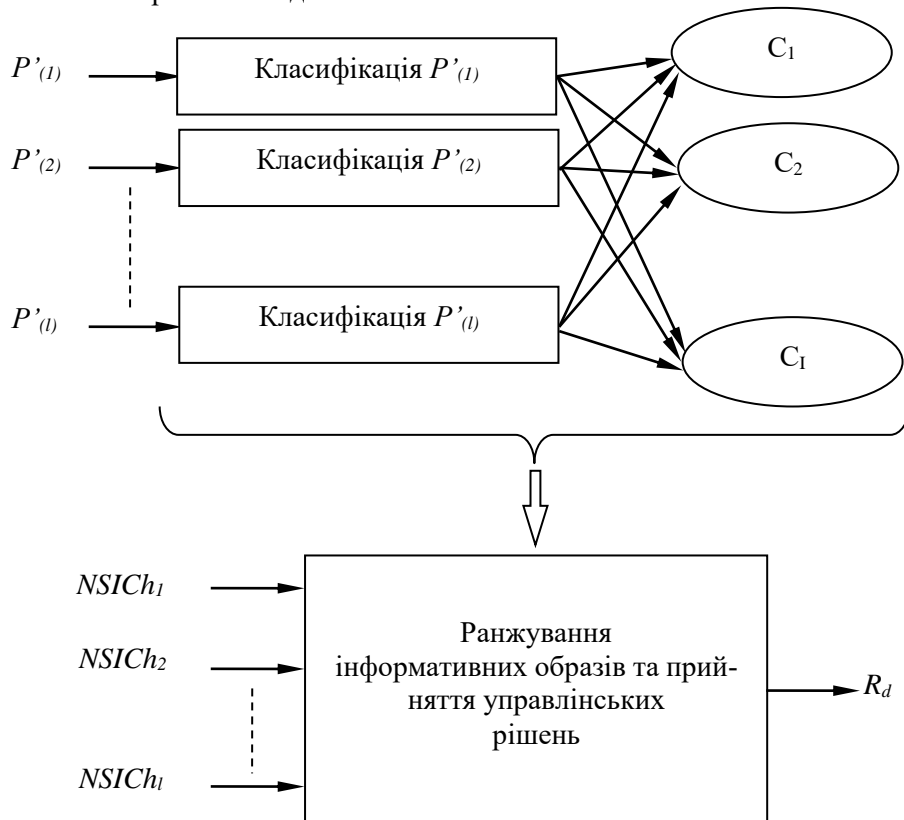 P’(1)
Класифікація P’(1)
C1
P’(2)
Класифікація P’(2)
C2
P’(l)
Класифікація P’(l)
CI
NSICh1
NSICh2
NSIChl
Ранжування
інформативних образів та прий-
няття управлінських
рішень
Rd